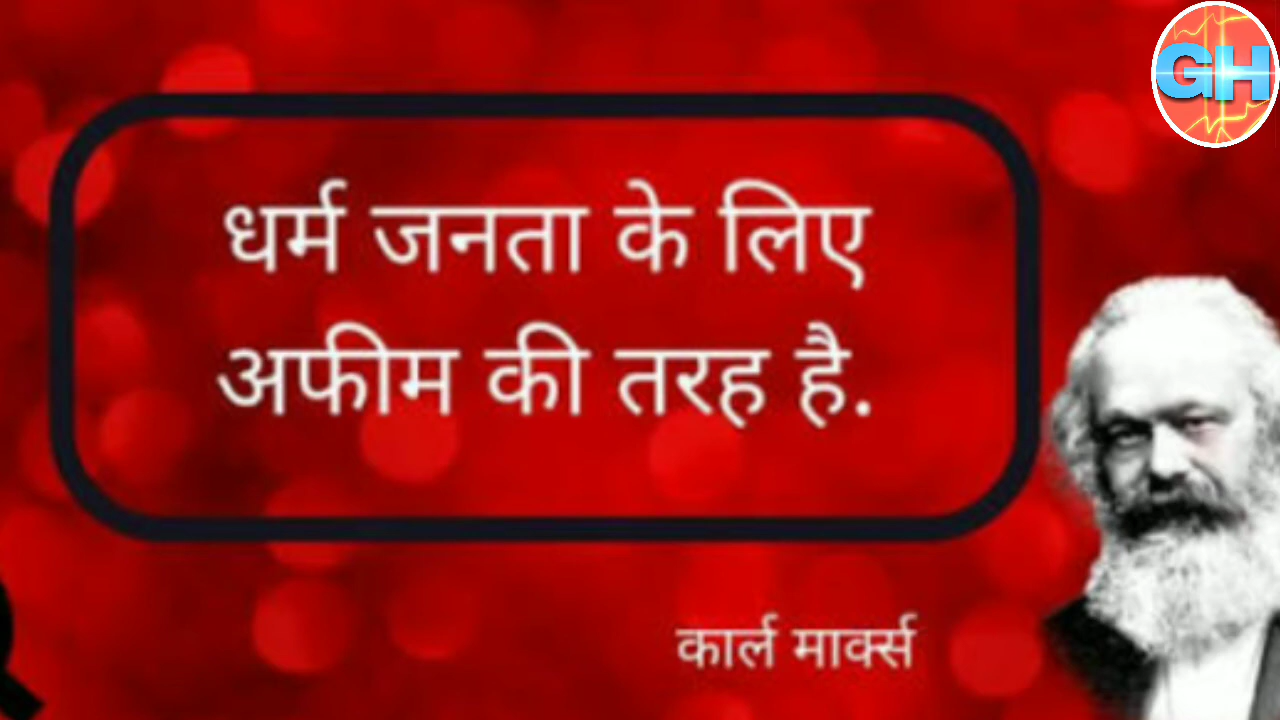 GH
धर्म जनता के लिए
अफीम की तरह है.
कार्ल मार्क्स